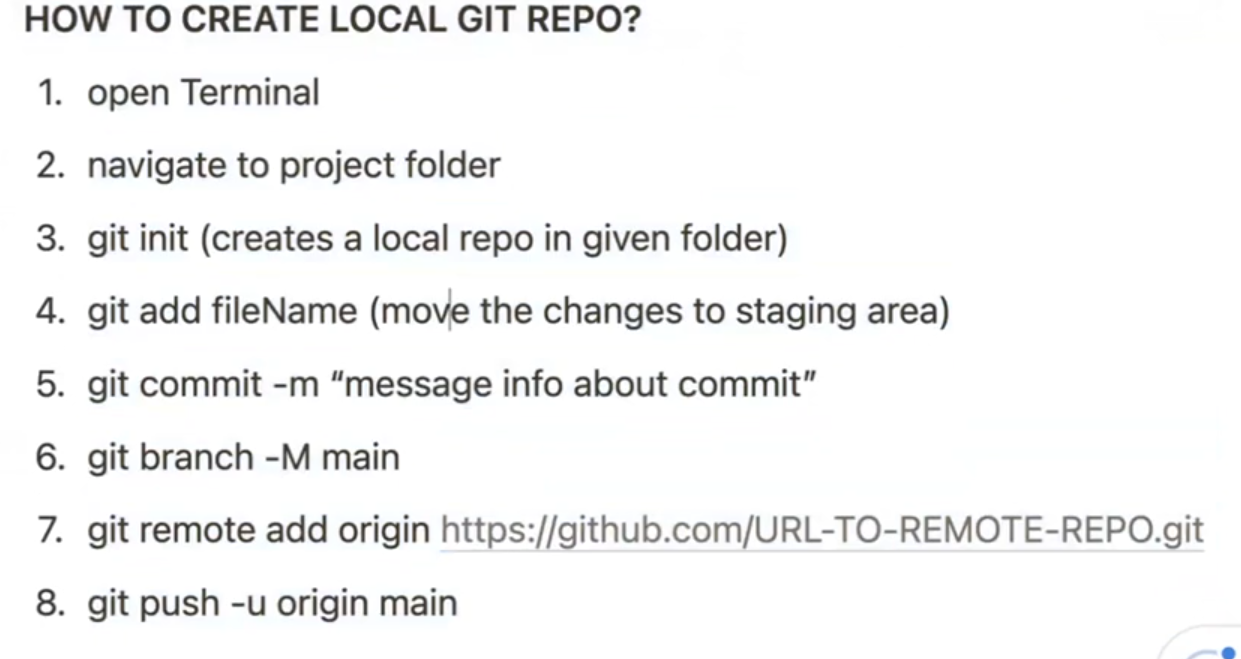 HOW TO CREATE LOCAL GIT REPO?
1. open Terminal
2. navigate to project folder
3. git init (creates a local repo in given folder)
4. git add fileName (move the changes to staging area)
5. git commit -m “message info about commit”
6. git branch -M main
7. git remote add origin https://github.com/URL-TO-REMOTE-REPO.git
8. git push -u origin main